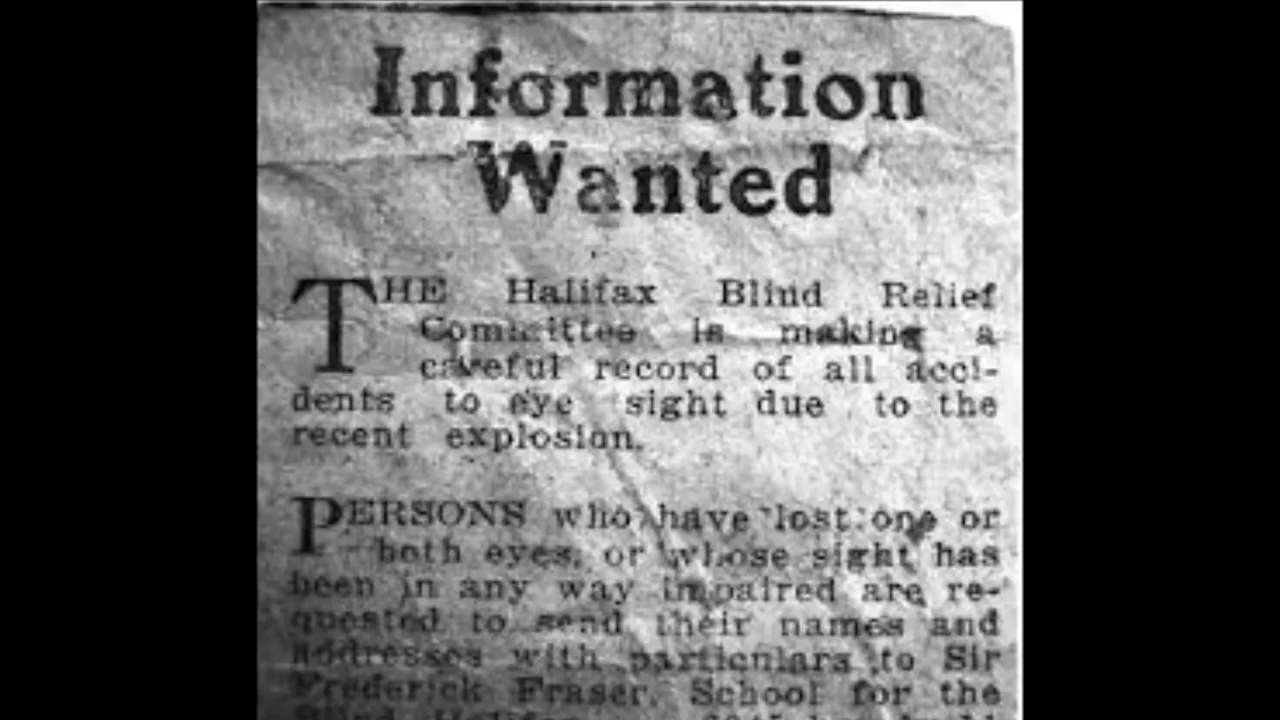 Information
Wanted
THE Halifax Blind Relief
Committee is making a
careful record of all acci-
dents to eye sight due to the
recent explosion.
PERSONS who have lost one or
both eyes, or whose sight has
been in any way impaired are re-
quested to send their names and
addresses with particulars to Sir
Frederick Fraser, School for the
Blind Halifax